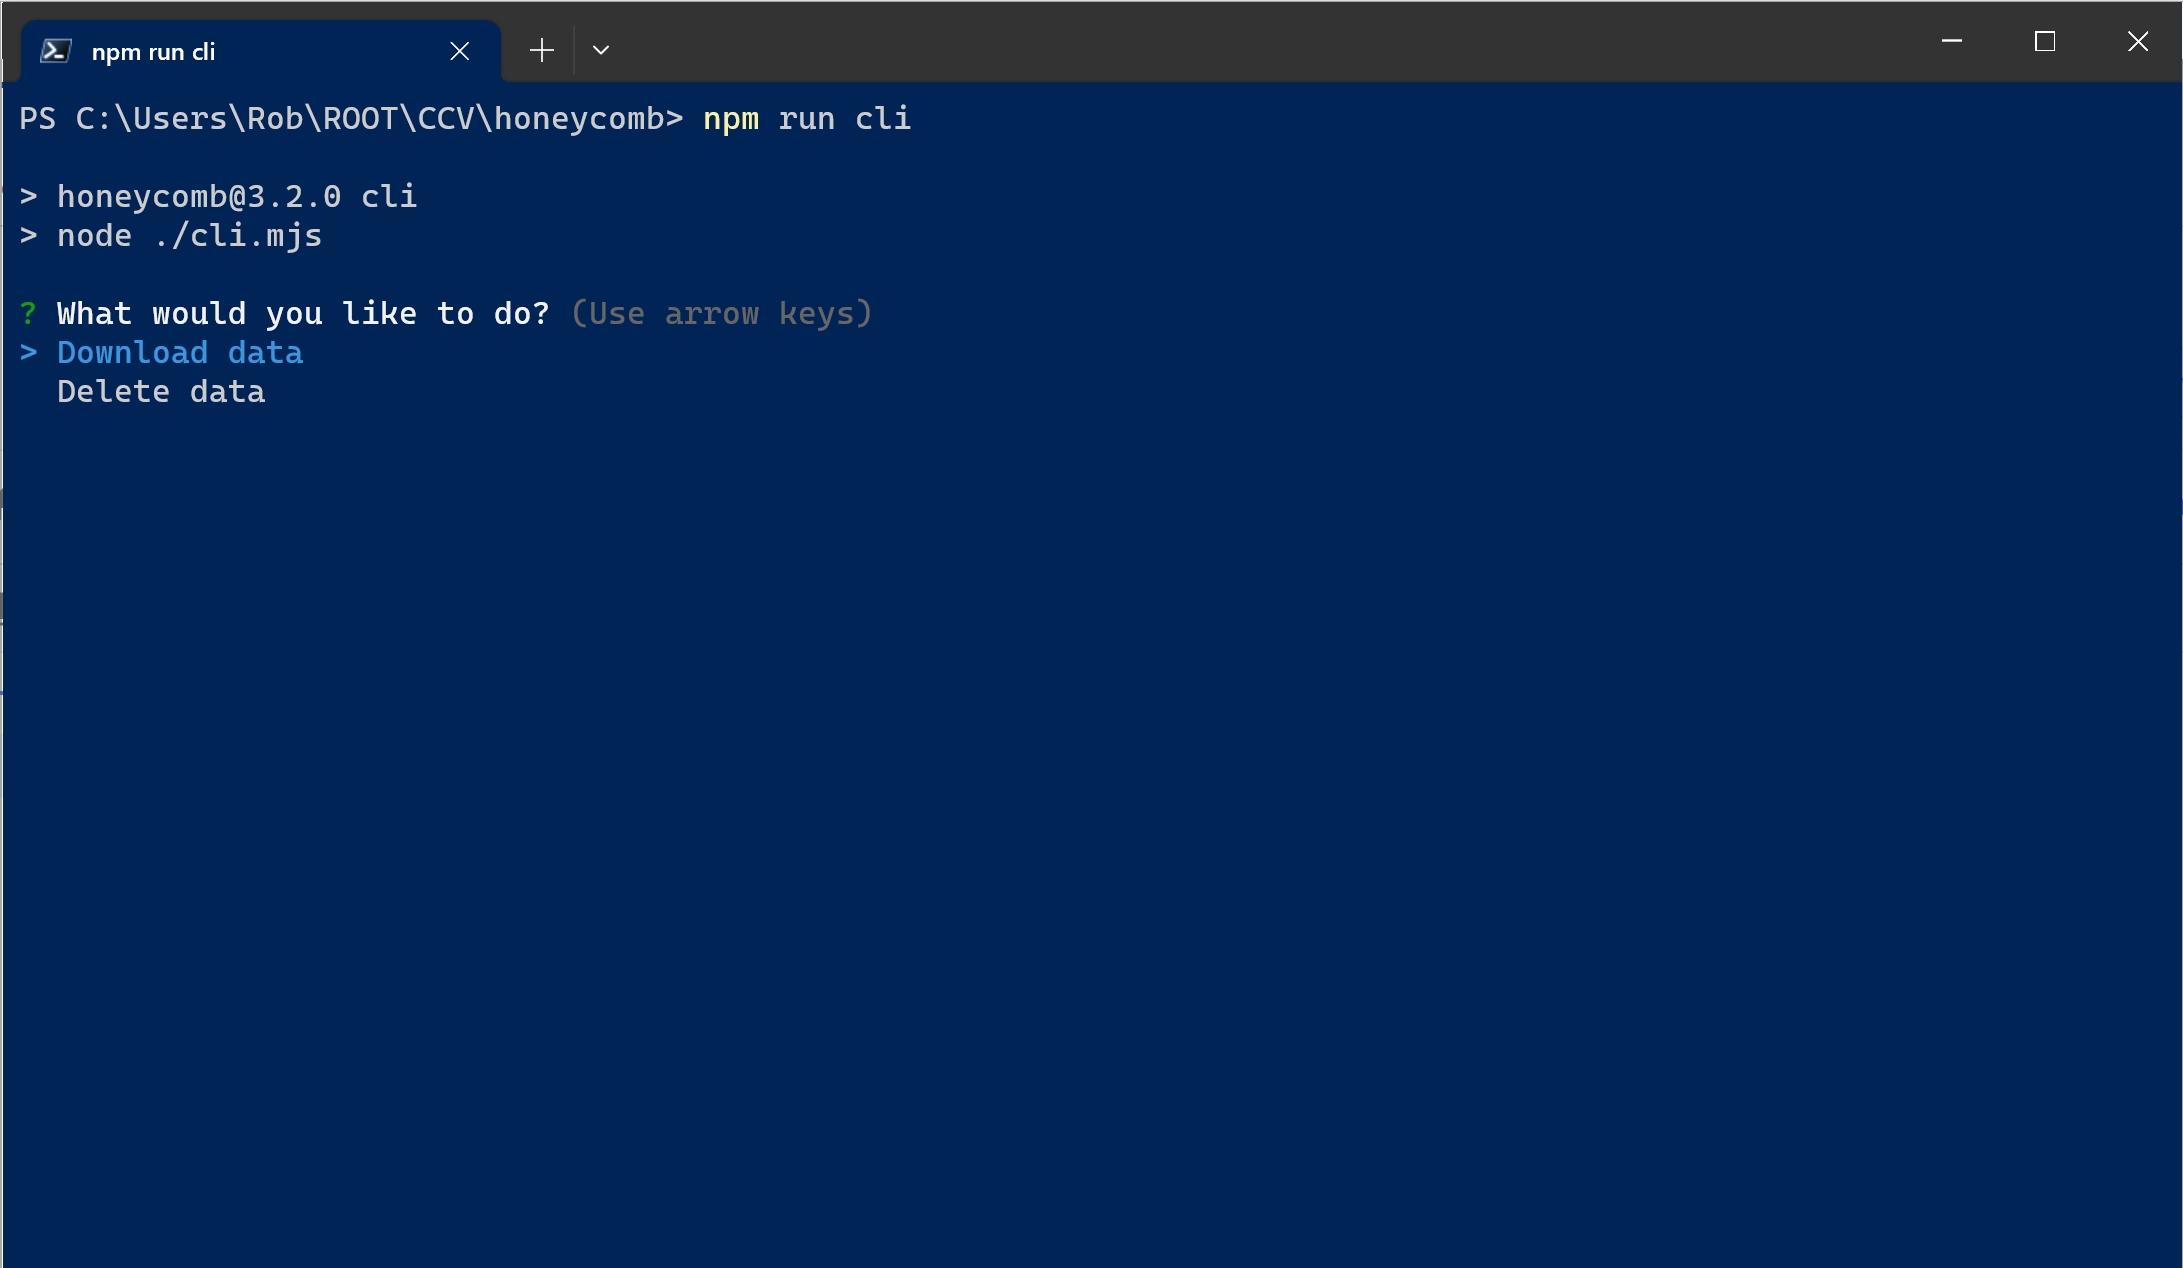 npm run cli
PS C:\Users\Rob\ROOT\CCV\honeycomb> npm run cli
> honeycomb@3.2.0 cli
> node ./cli.mjs
? What would you like to do? (Use arrow keys)
> Download data
Delete data